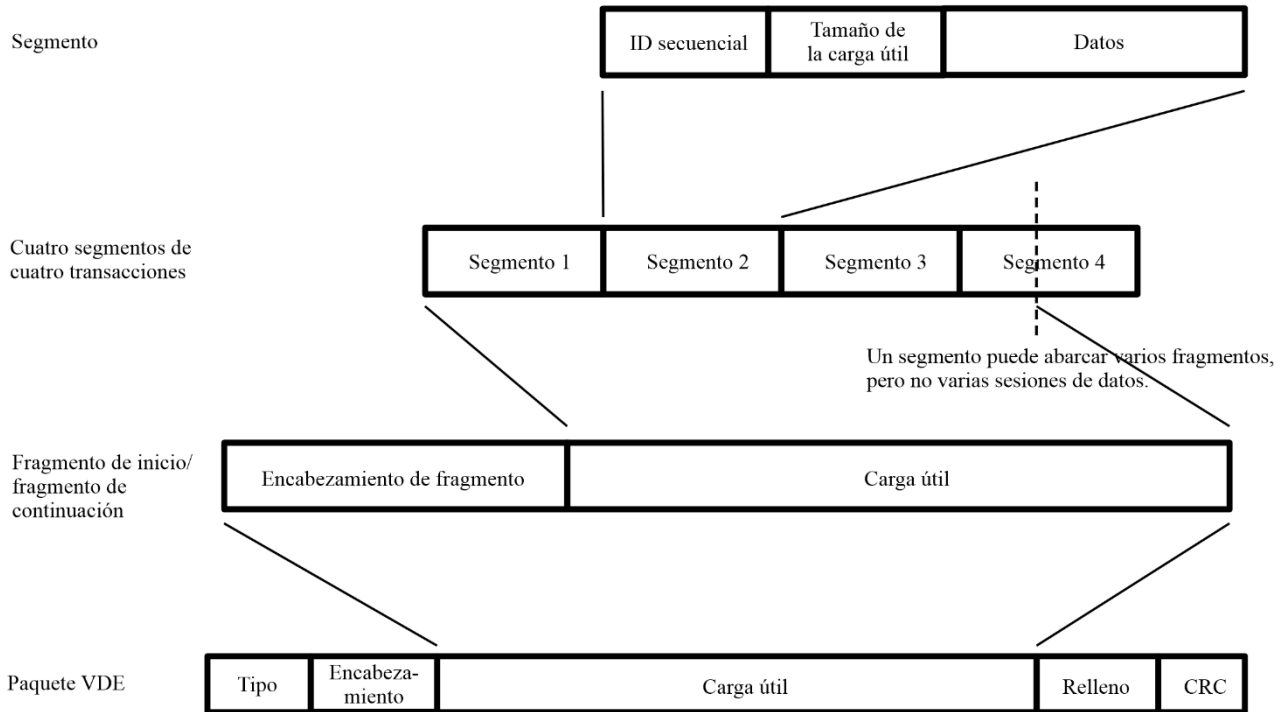 Segmento
ID secuencial
Tamaño de
la carga útil
Datos
Cuatro segmentos de
cuatro transacciones
Segmento 1
Segmento 2
Segmento 3
Segmento 4
Un segmento puede abarcar varios fragmentos,
pero no varias sesiones de datos.
Fragmento de inicio/
fragmento de
continuación
Encabezamiento de fragmento
Carga útil
Paquete VDE
Tipo
Encabeza-
miento
Carga útil
Relleno
CRC